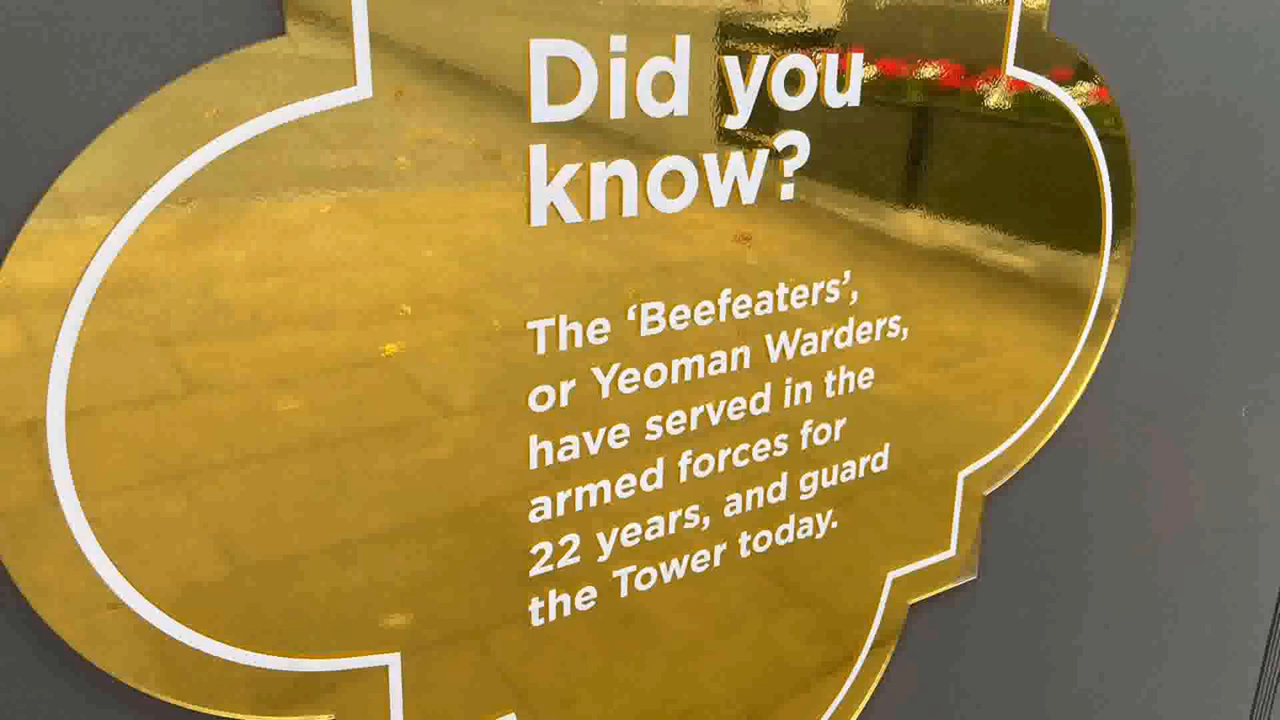 Did you
know?
The ‘Beefeaters’,
or Yeoman Warders,
have served in the
armed forces for
22 years, and guard
the Tower today.